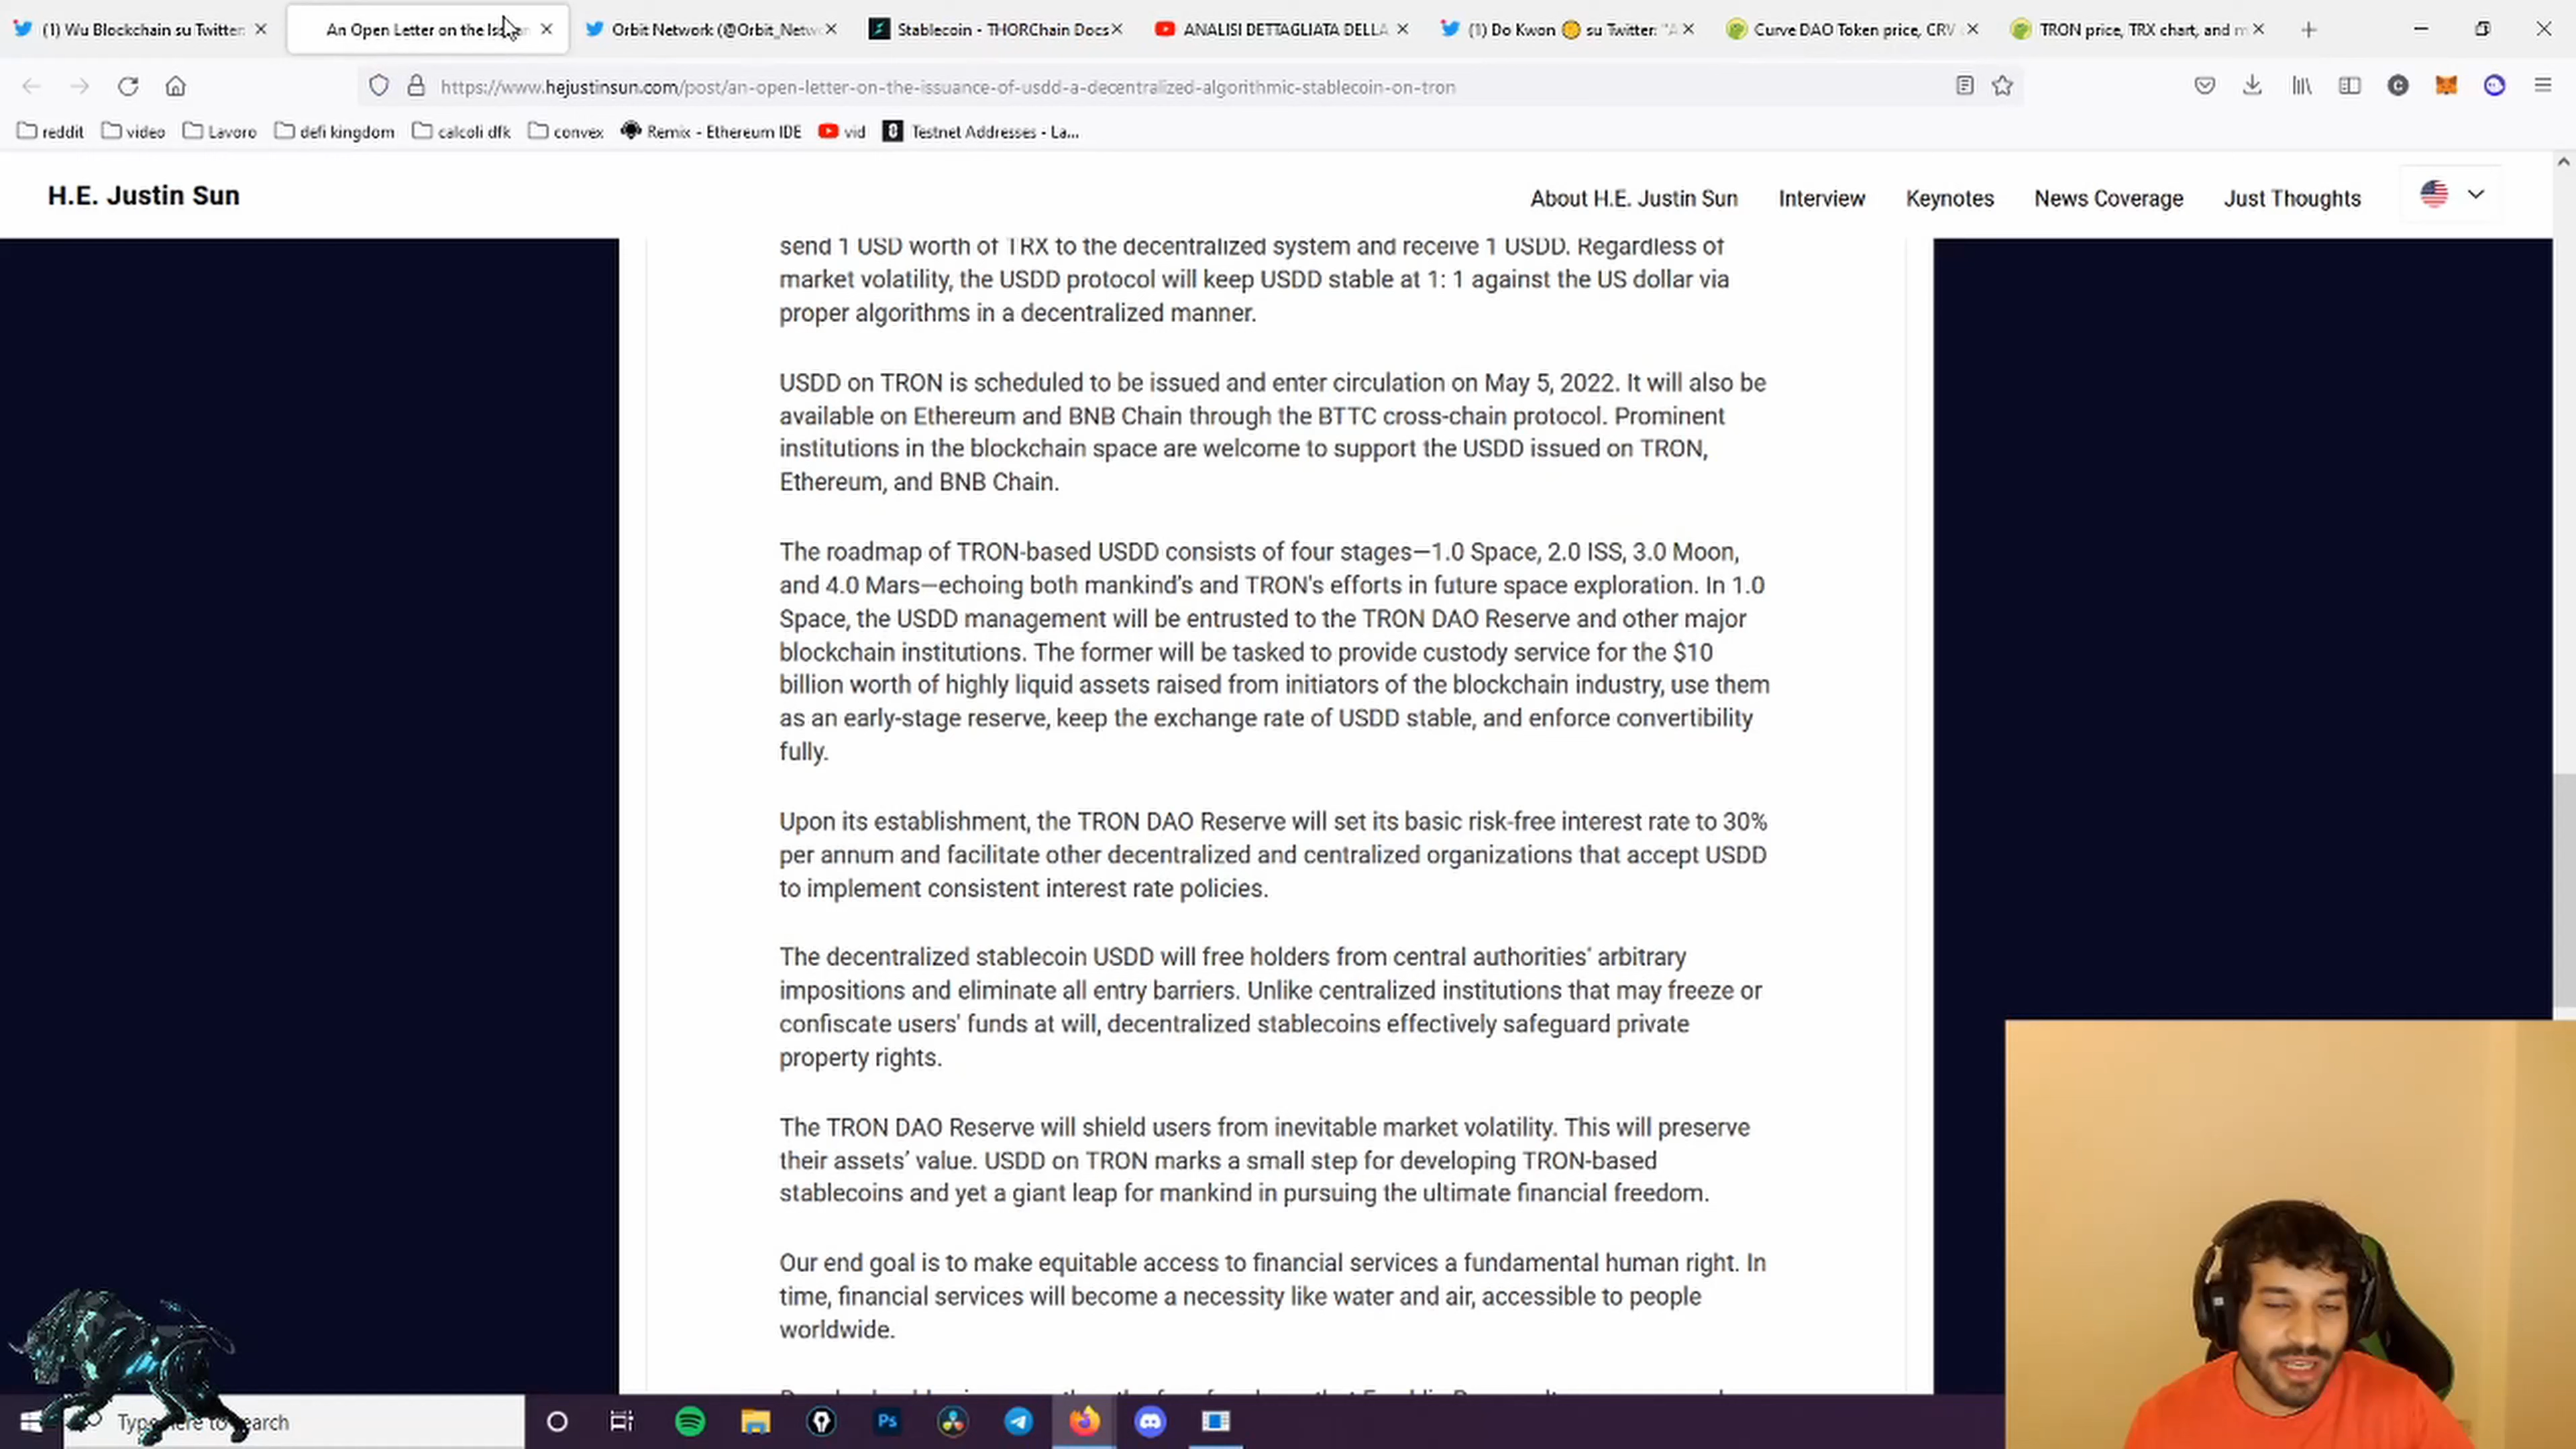 (1) Wu Blockchain su Twitter:
An Open Letter on the Issuan
Orbit Network (@Orbit_Netw
Stablecoin - THORChain Docs
ANALISI DETTAGLIATA DELLA
(1) Do Kwon su Twitter: "A
Curve DAO Token price, CRV
TRON price, TRX chart, and m
https://www.hejustinsun.com/post/an-open-letter-on-the-issuance-of-usdd-a-decentralized-algorithmic-stablecoin-on-tron
reddit video Lavoro defi kingdom calcoli dfk convex Remix - Ethereum IDE vid Testnet Addresses - La...
H.E. Justin Sun
About H.E. Justin Sun Interview Keynotes News Coverage Just Thoughts
send 1 USD worth of TRX to the decentralized system and receive 1 USDD. Regardless of
market volatility, the USDD protocol will keep USDD stable at 1: 1 against the US dollar via
proper algorithms in a decentralized manner.
USDD on TRON is scheduled to be issued and enter circulation on May 5, 2022. It will also be
available on Ethereum and BNB Chain through the BTTC cross-chain protocol. Prominent
institutions in the blockchain space are welcome to support the USDD issued on TRON,
Ethereum, and BNB Chain.
The roadmap of TRON-based USDD consists of four stages—1.0 Space, 2.0 ISS, 3.0 Moon,
and 4.0 Mars—echoing both mankind’s and TRON's efforts in future space exploration. In 1.0
Space, the USDD management will be entrusted to the TRON DAO Reserve and other major
blockchain institutions. The former will be tasked to provide custody service for the $10
billion worth of highly liquid assets raised from initiators of the blockchain industry, use them
as an early-stage reserve, keep the exchange rate of USDD stable, and enforce convertibility
fully.
Upon its establishment, the TRON DAO Reserve will set its basic risk-free interest rate to 30%
per annum and facilitate other decentralized and centralized organizations that accept USDD
to implement consistent interest rate policies.
The decentralized stablecoin USDD will free holders from central authorities’ arbitrary
impositions and eliminate all entry barriers. Unlike centralized institutions that may freeze or
confiscate users' funds at will, decentralized stablecoins effectively safeguard private
property rights.
The TRON DAO Reserve will shield users from inevitable market volatility. This will preserve
their assets’ value. USDD on TRON marks a small step for developing TRON-based
stablecoins and yet a giant leap for mankind in pursuing the ultimate financial freedom.
Our end goal is to make equitable access to financial services a fundamental human right. In
time, financial services will become a necessity like water and air, accessible to people
worldwide.
Type here to search
Ps